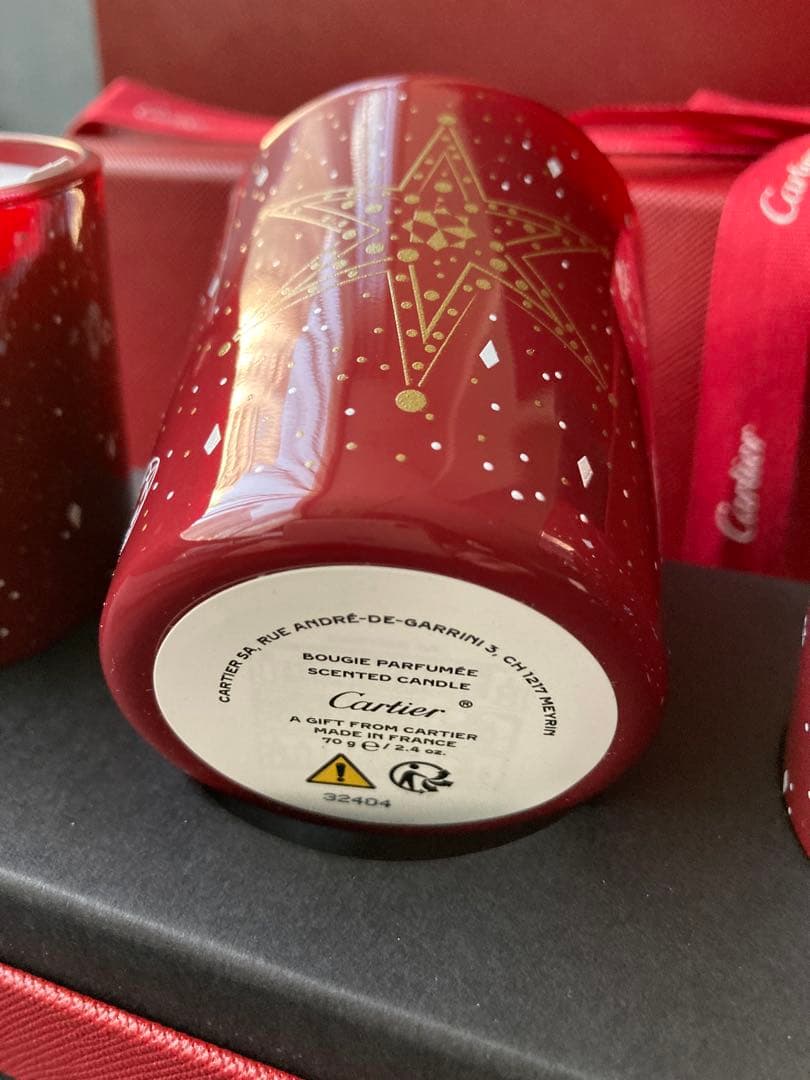 Cartier
Cartier
CARTIER SA, RUE ANDRÉ-DE-GARRINI 3, CH 1217 MEYRIN
BOUGIE PARFUMÉE
SCENTED CANDLE
Cartier ®
A GIFT FROM CARTIER
MADE IN FRANCE
70 g ℮ / 2.4 oz.
32404